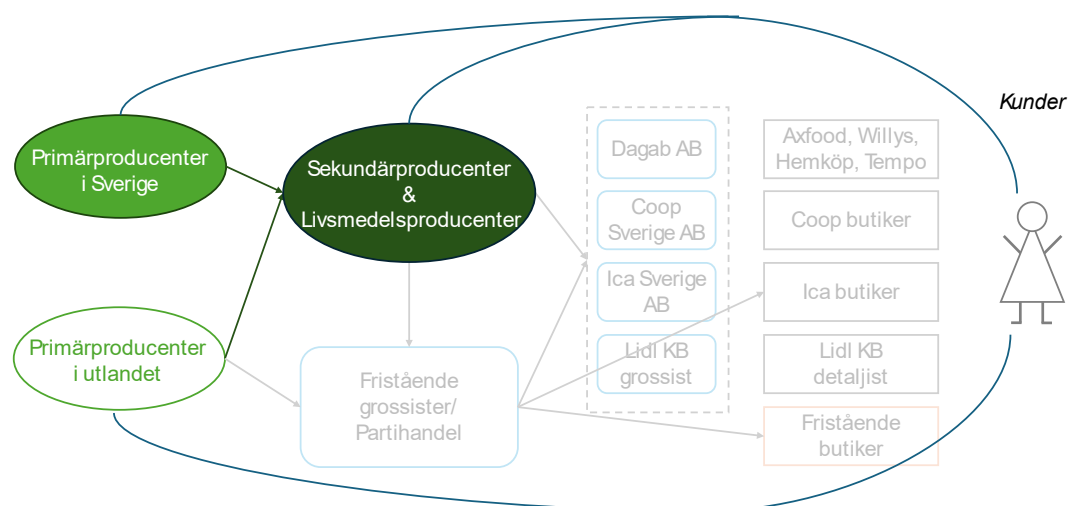 Kunder
Primärproducenter
i Sverige
Sekundärproducenter
&
Livsmedelsproducenter
Primärproducenter
i utlandet
Fristående
grossister/
Partihandel
Dagab AB
Coop
Sverige AB
Ica Sverige
AB
Lidl KB
grossist
Axfood, Willys,
Hemköp, Tempo
Coop butiker
Ica butiker
Lidl KB
detaljist
Fristående
butiker